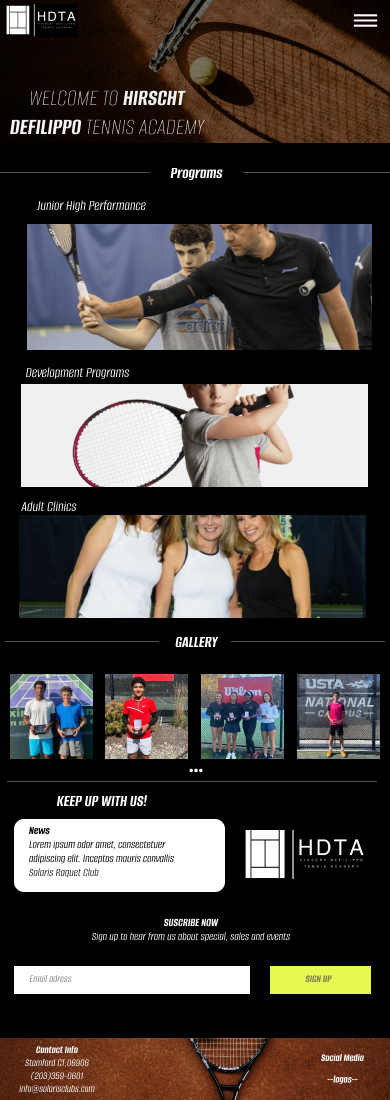 HDTA
HIRSCHT DEFILIPPO
TENNIS ACADEMY
WELCOME TO HIRSCHT
DEFILIPPO TENNIS ACADEMY
Programs
Junior High Performance
adidas
Development Programs
Adult Clinics
GALLERY
Wilson
USTA
NATIONAL
CAMPUS
KEEP UP WITH US!
News
Lorem ipsum odor amet, consectetuer
adipiscing elit. Inceptos mauris convallis
Solaris Raquet Club
HDTA
HIRSCHT DEFILIPPO
TENNIS ACADEMY
SUSCRIBE NOW
Sign up to hear from us about special, sales and events
Email adress
SIGN UP
Contact Info
Stamford CT,06906
(203)359-0601
info@solarisclubs.com
Social Media
--logos--